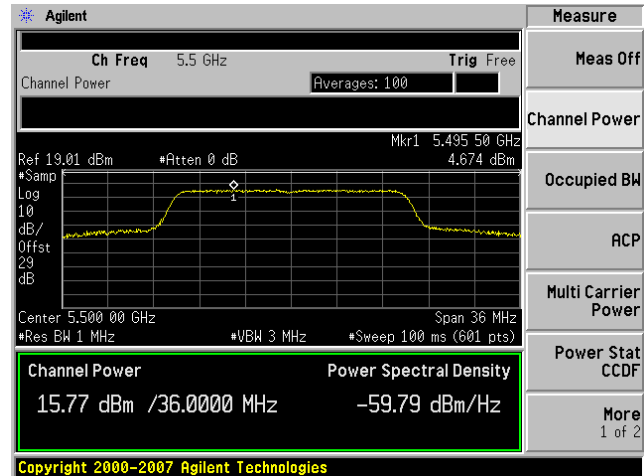 Agilent
Measure
Ch Freq 5.5 GHz Trig Free
Channel Power Averages: 100
Mkr1 5.495 50 GHz
Ref 19.01 dBm #Atten 0 dB 4.674 dBm
#Samp
Log
10
dB/
Offst
29
dB
1
Center 5.500 00 GHz Span 36 MHz
#Res BW 1 MHz #VBW 3 MHz #Sweep 100 ms (601 pts)
Channel Power Power Spectral Density
15.77 dBm /36.0000 MHz -59.79 dBm/Hz
Copyright 2000-2007 Agilent Technologies
Meas Off
Channel Power
Occupied BW
ACP
Multi Carrier
Power
Power Stat
CCDF
More
1 of 2